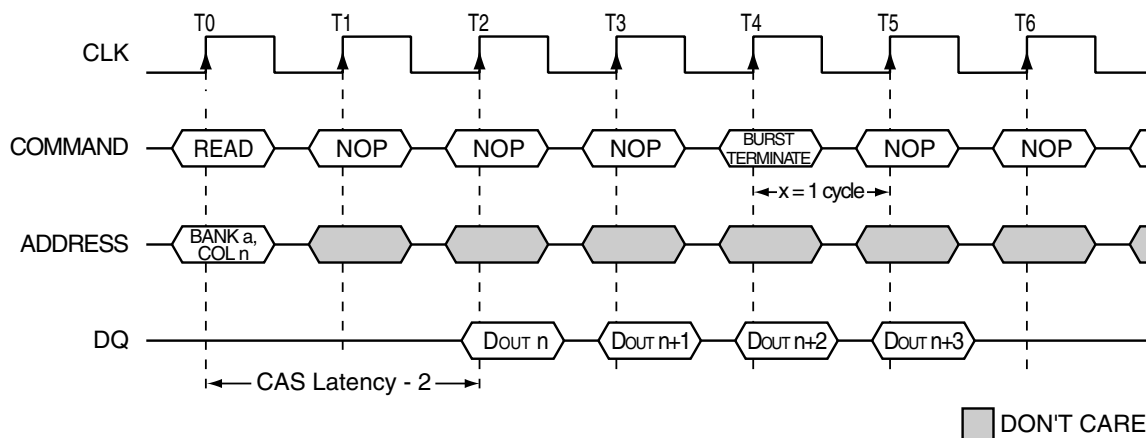 T0 T1 T2 T3 T4 T5 T6
CLK
COMMAND READ NOP NOP NOP BURST TERMINATE NOP NOP
x = 1 cycle
ADDRESS BANK a, COL n
DQ DOUT n DOUT n+1 DOUT n+2 DOUT n+3
CAS Latency - 2
DON'T CARE